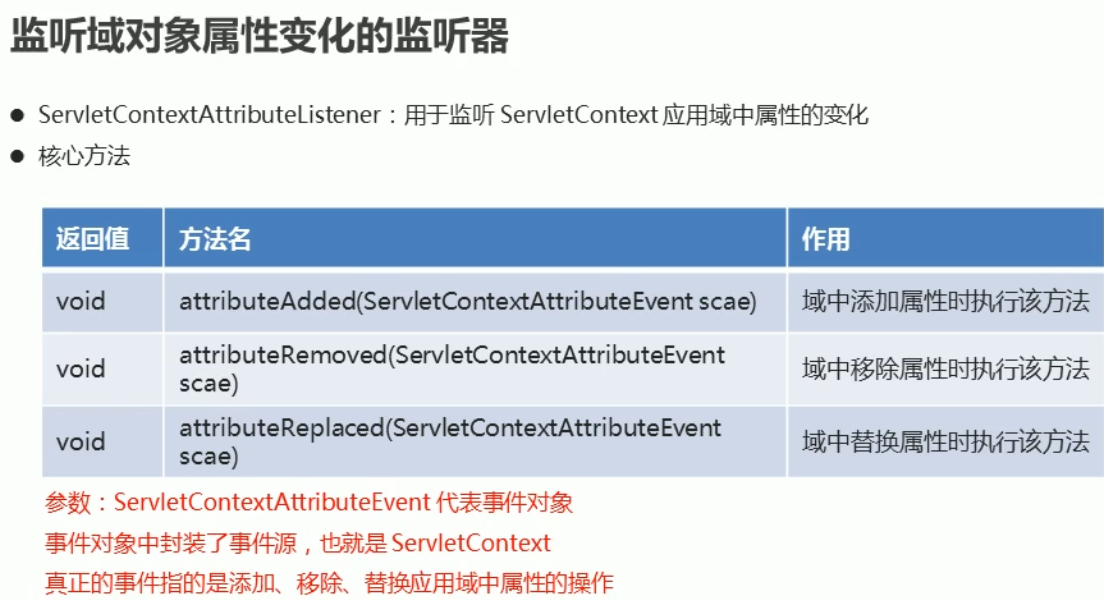 监听域对象属性变化的监听器
● ServletContextAttributeListener：用于监听 ServletContext 应用域中属性的变化
● 核心方法
返回值 方法名 作用
void attributeAdded(ServletContextAttributeEvent scae) 域中添加属性时执行该方法
void attributeRemoved(ServletContextAttributeEvent
scae) 域中移除属性时执行该方法
void attributeReplaced(ServletContextAttributeEvent
scae) 域中替换属性时执行该方法
参数：ServletContextAttributeEvent 代表事件对象
事件对象中封装了事件源，也就是 ServletContext
真正的事件指的是添加、移除、替换应用域中属性的操作